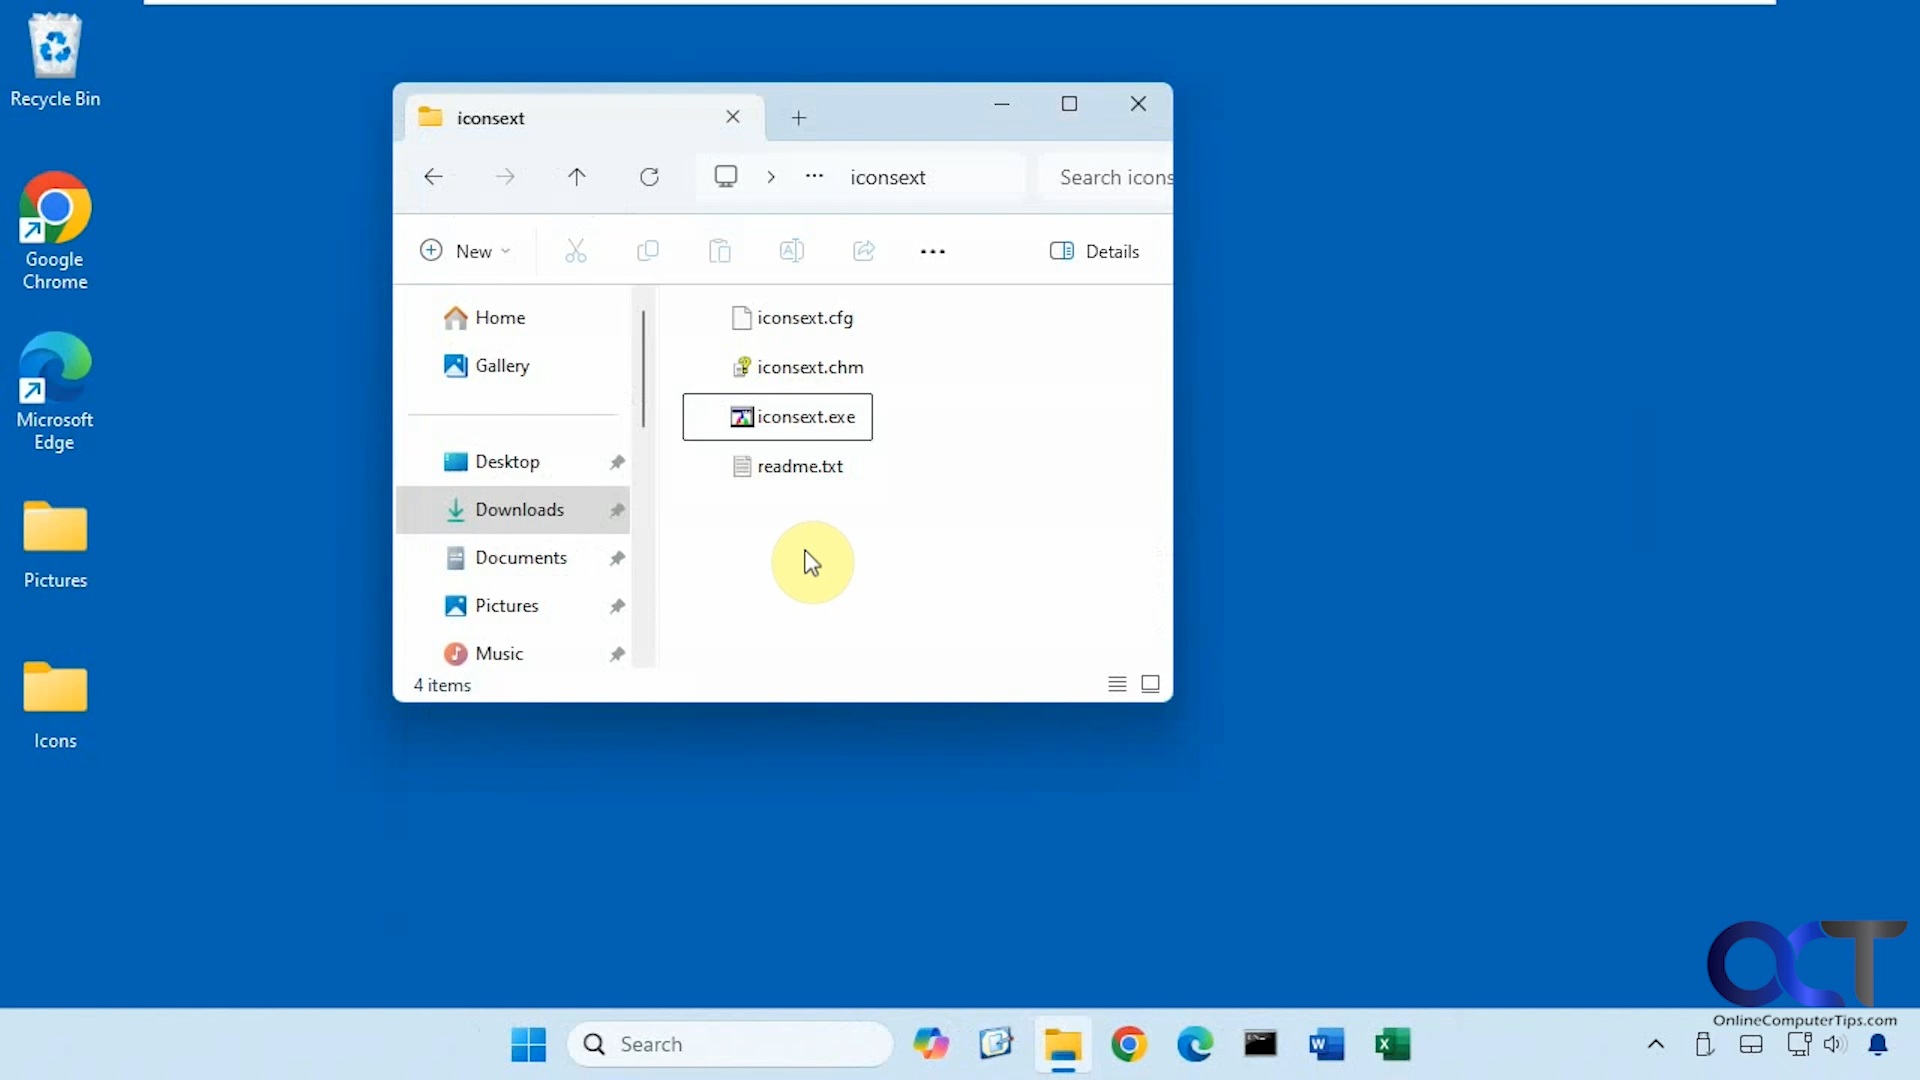 Recycle Bin
Google
Chrome
Microsoft
Edge
Pictures
Icons
iconsext
iconsext
Search icons
New
Details
Home
Gallery
Desktop
Downloads
Documents
Pictures
Music
iconsext.cfg
iconsext.chm
iconsext.exe
readme.txt
4 items
OCT
OnlineComputerTips.com
Search